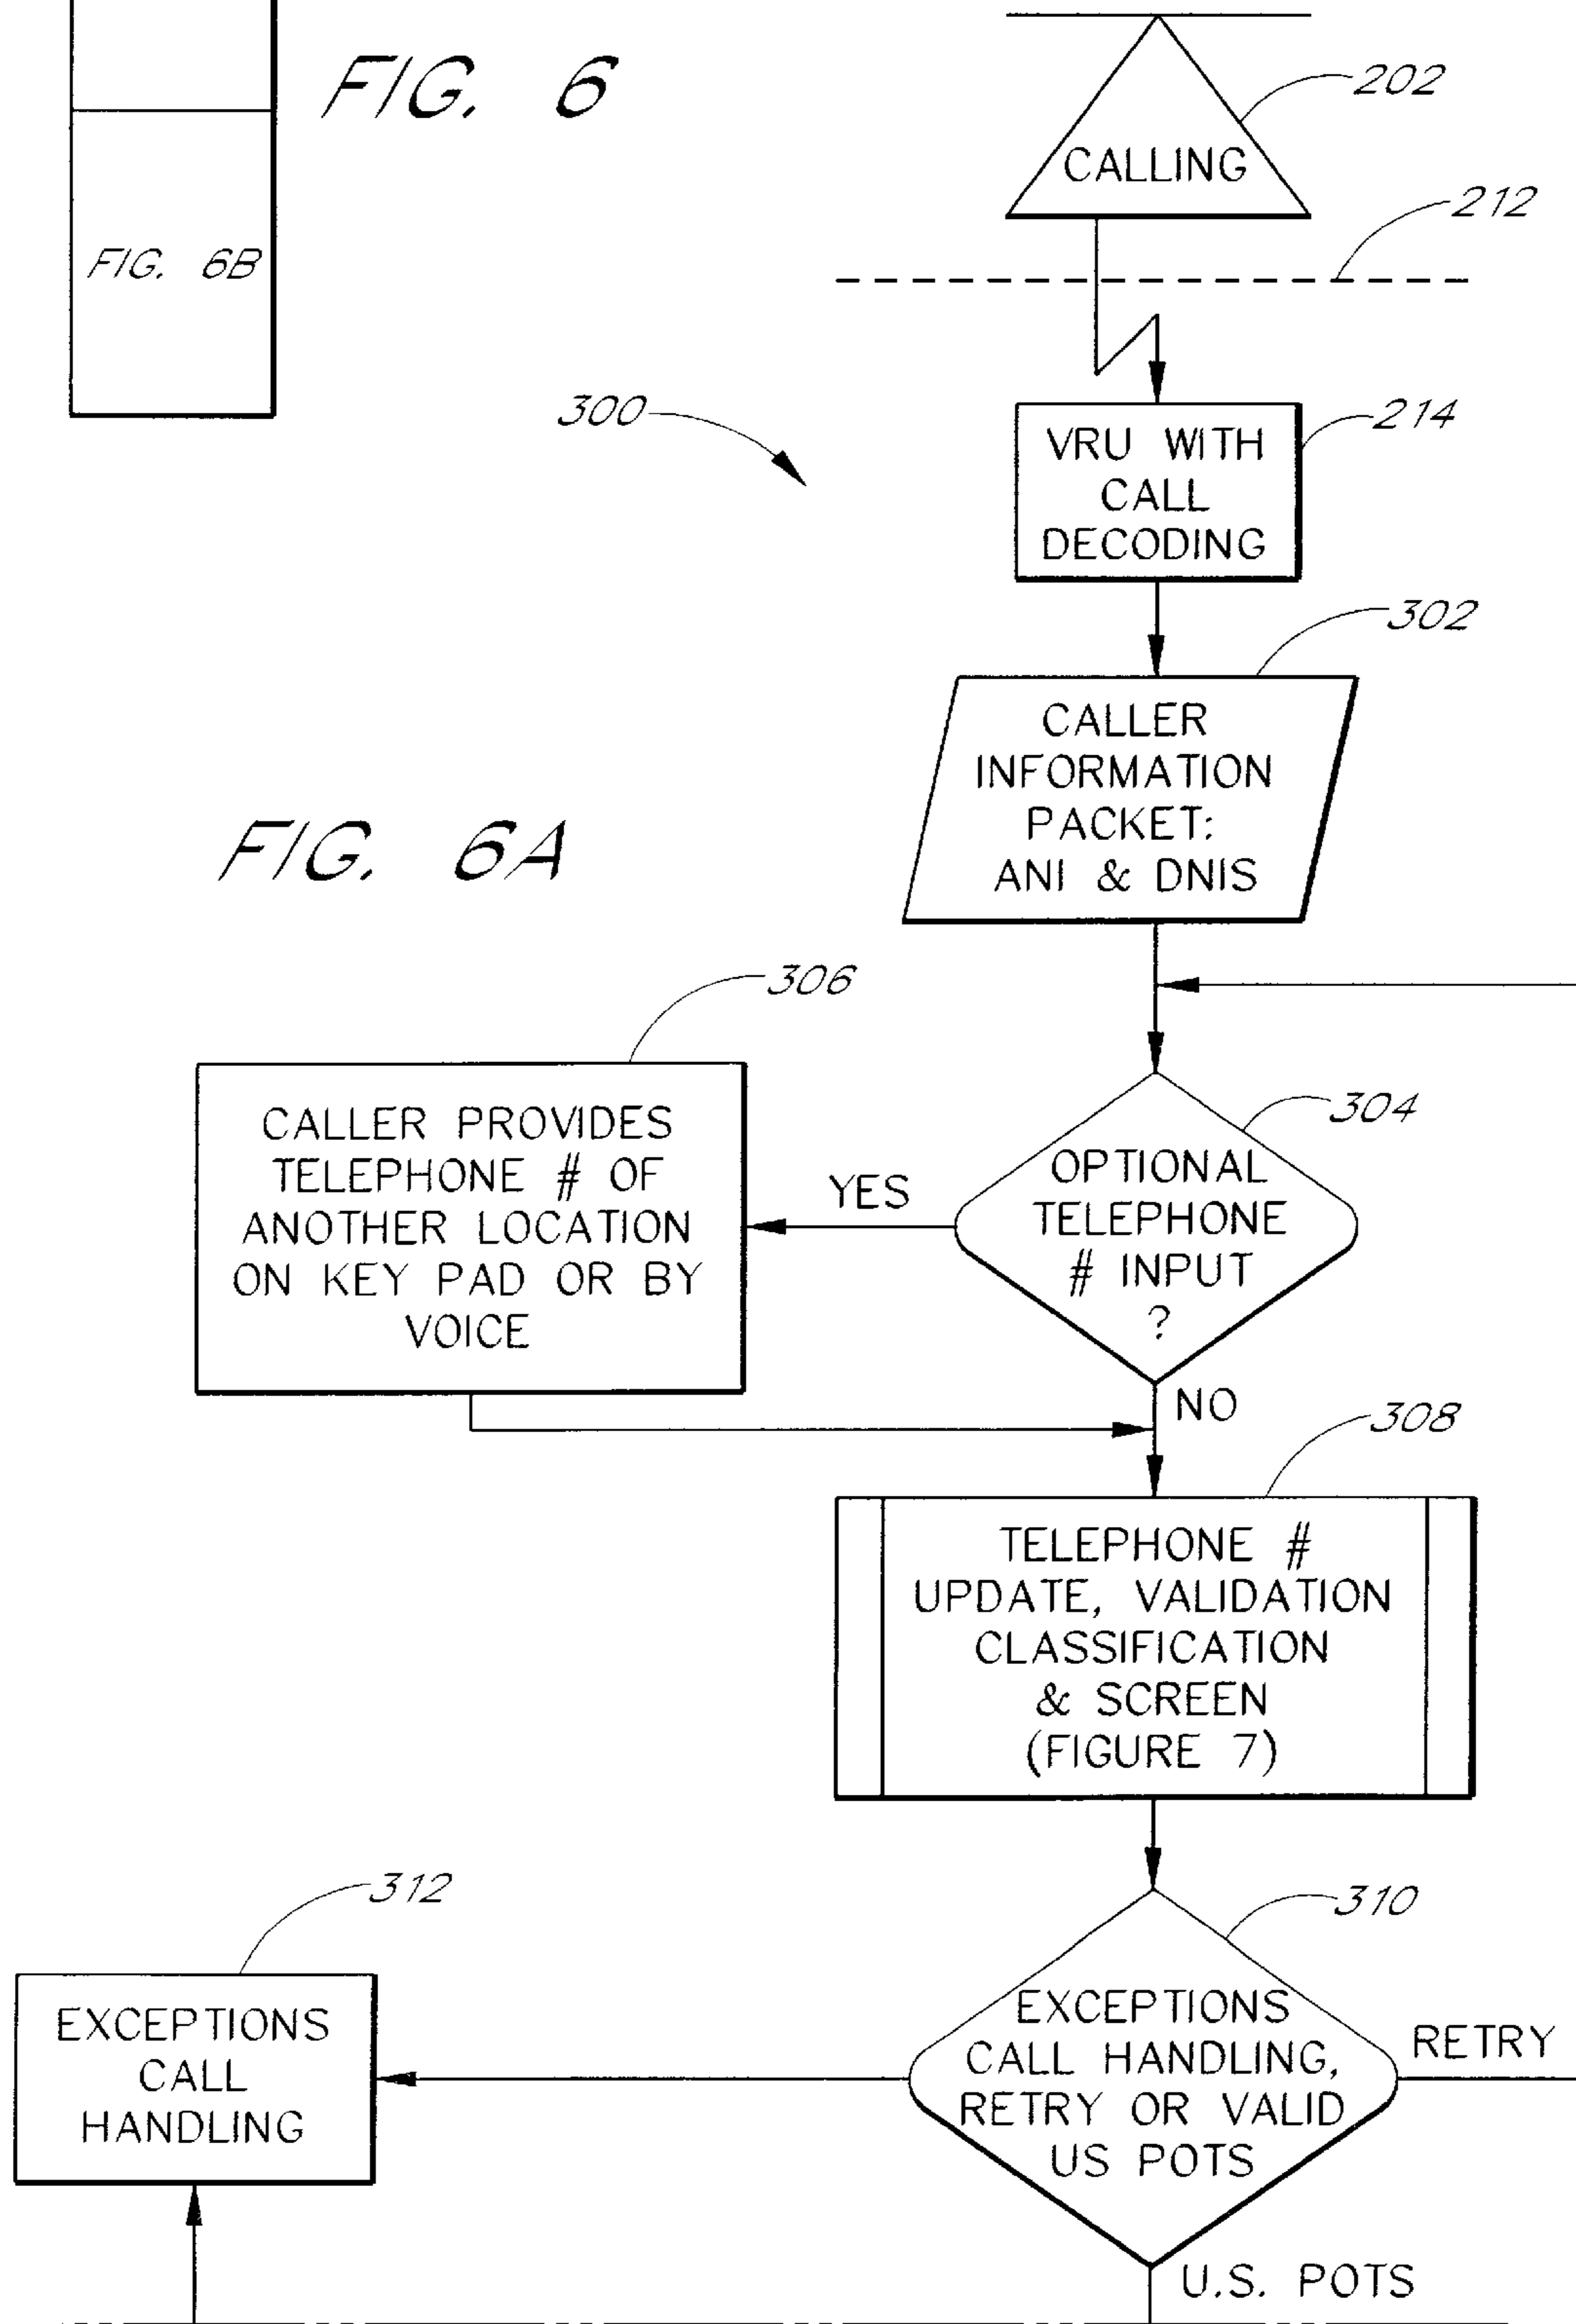 FIG. 6
FIG. 6B
202
CALLING
212
300
214
VRU WITH
CALL
DECODING
302
CALLER
INFORMATION
PACKET:
ANI & DNIS
FIG. 6A
306
CALLER PROVIDES
TELEPHONE # OF
ANOTHER LOCATION
ON KEY PAD OR BY
VOICE
YES
304
OPTIONAL
TELEPHONE
# INPUT
?
NO
308
TELEPHONE #
UPDATE, VALIDATION
CLASSIFICATION
& SCREEN
(FIGURE 7)
312
EXCEPTIONS
CALL
HANDLING
310
EXCEPTIONS
CALL HANDLING,
RETRY OR VALID
US POTS
RETRY
U.S. POTS